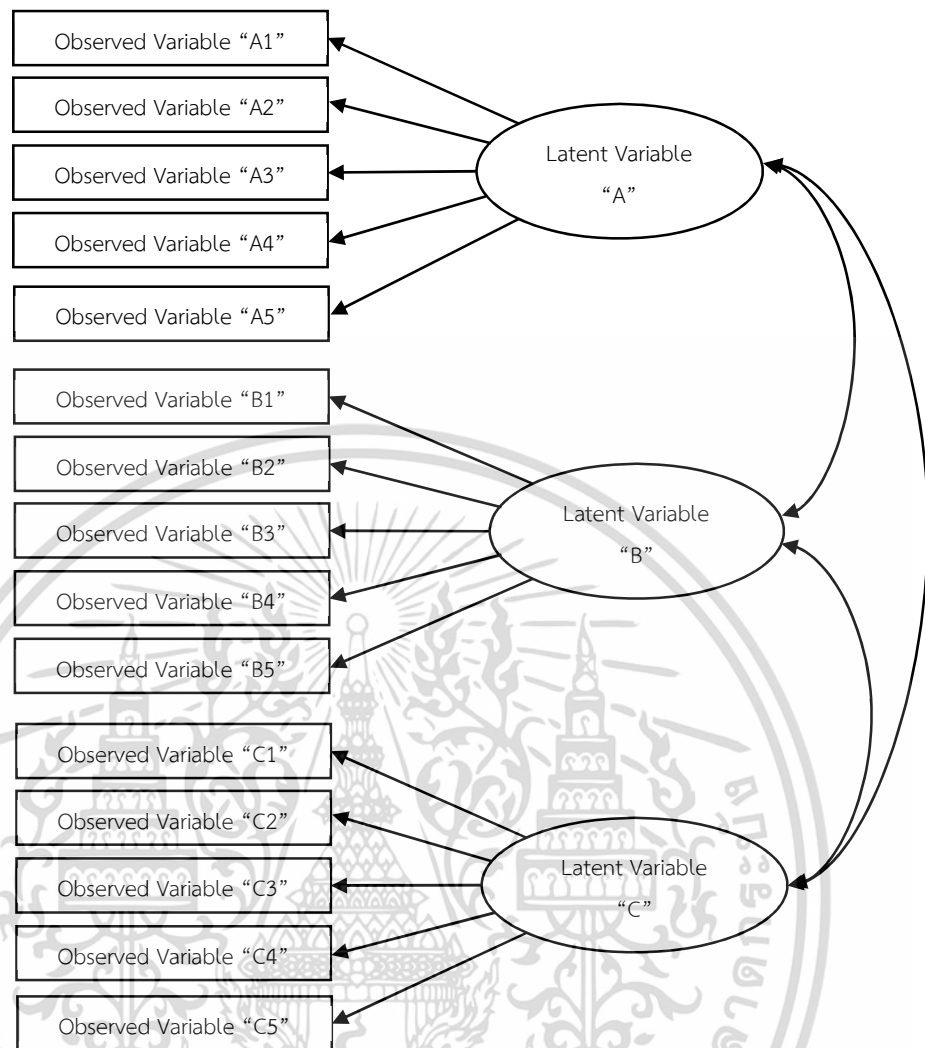 Observed Variable “A1”
Observed Variable “A2”
Observed Variable “A3”
Observed Variable “A4”
Observed Variable “A5”
Latent Variable
“A”
Observed Variable “B1”
Observed Variable “B2”
Observed Variable “B3”
Observed Variable “B4”
Observed Variable “B5”
Latent Variable
“B”
Observed Variable “C1”
Observed Variable “C2”
Observed Variable “C3”
Observed Variable “C4”
Observed Variable “C5”
Latent Variable
“C”